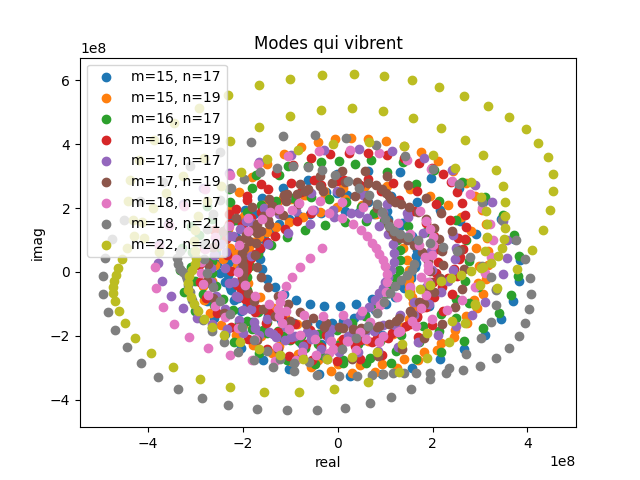 Modes qui vibrent
1e8
m=15, n=17
m=15, n=19
m=16, n=17
m=16, n=19
m=17, n=17
m=17, n=19
m=18, n=17
m=18, n=21
m=22, n=20
6
4
2
0
−2
−4
imag
−4 −2 0 2 4
real
1e8